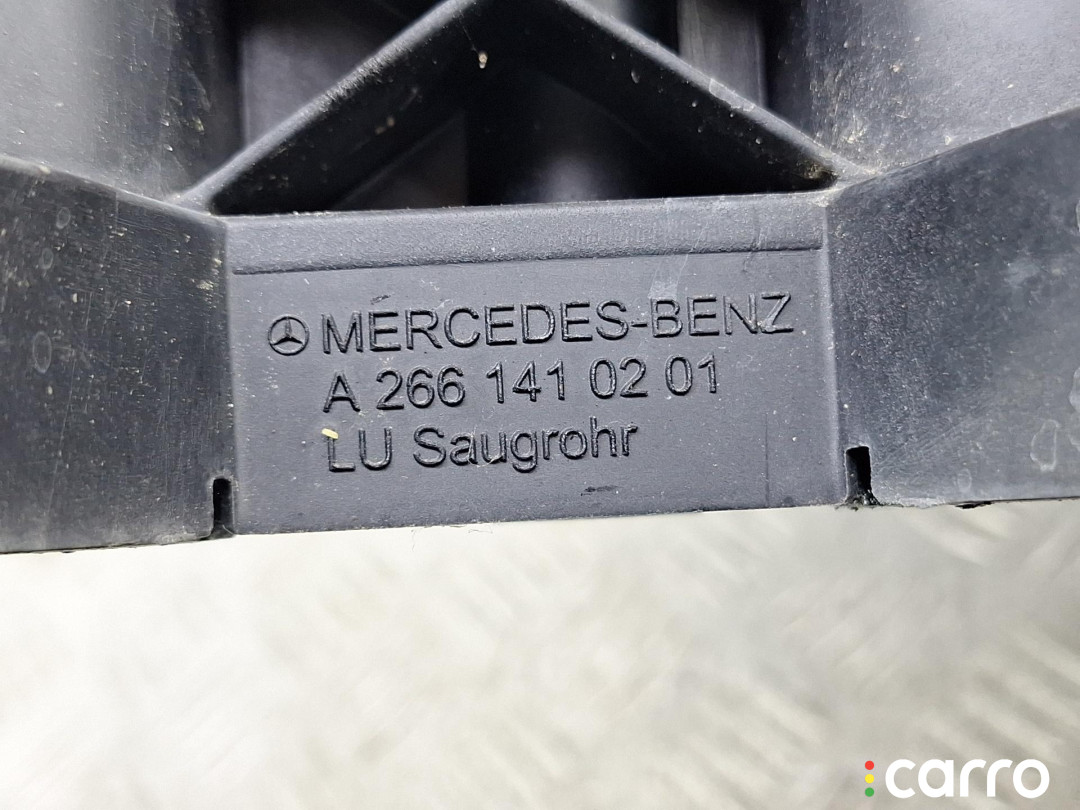 MERCEDES-BENZ
A 266 141 02 01
LU Saugrohr
carro